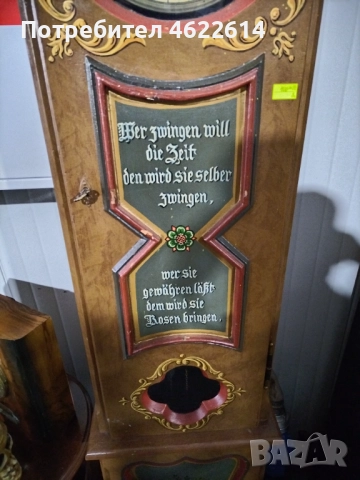 Потребител 4622614
Wer zwingen will
die Zeit
den wird sie selber
zwingen,
wer sie
gewähren läßt
dem wird sie
Rosen bringen.
BAZAR